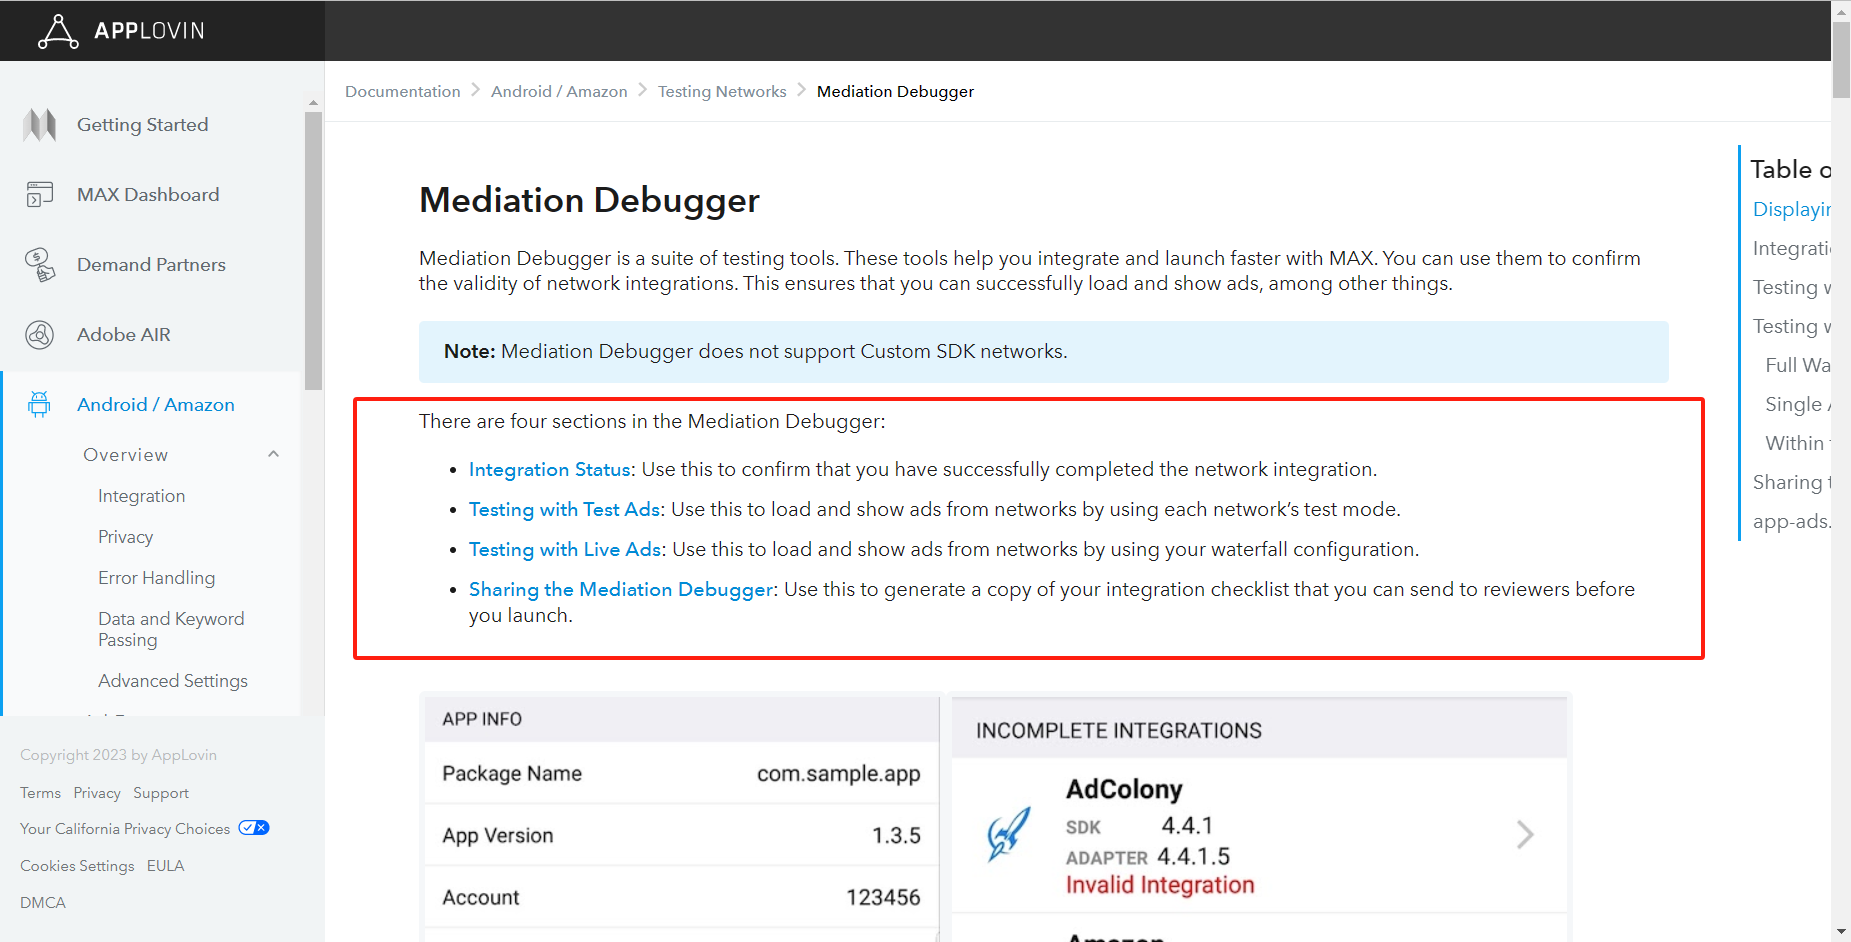 APPLOVIN
Documentation > Android / Amazon > Testing Networks > Mediation Debugger
Getting Started
MAX Dashboard
Demand Partners
Adobe AIR
Android / Amazon
Overview
Integration
Privacy
Error Handling
Data and Keyword
Passing
Advanced Settings
Copyright 2023 by AppLovin
Terms Privacy Support
Your California Privacy Choices
Cookies Settings EULA
DMCA
Mediation Debugger
Mediation Debugger is a suite of testing tools. These tools help you integrate and launch faster with MAX. You can use them to confirm
the validity of network integrations. This ensures that you can successfully load and show ads, among other things.
Note: Mediation Debugger does not support Custom SDK networks.
There are four sections in the Mediation Debugger:
• Integration Status: Use this to confirm that you have successfully completed the network integration.
• Testing with Test Ads: Use this to load and show ads from networks by using each network’s test mode.
• Testing with Live Ads: Use this to load and show ads from networks by using your waterfall configuration.
• Sharing the Mediation Debugger: Use this to generate a copy of your integration checklist that you can send to reviewers before
you launch.
APP INFO
Package Name com.sample.app
App Version 1.3.5
Account 123456
INCOMPLETE INTEGRATIONS
AdColony
SDK 4.4.1
ADAPTER 4.4.1.5
Invalid Integration
Amazon
Table o
Displayin
Integrati
Testing w
Testing w
Full Wa
Single A
Within
Sharing t
app-ads.